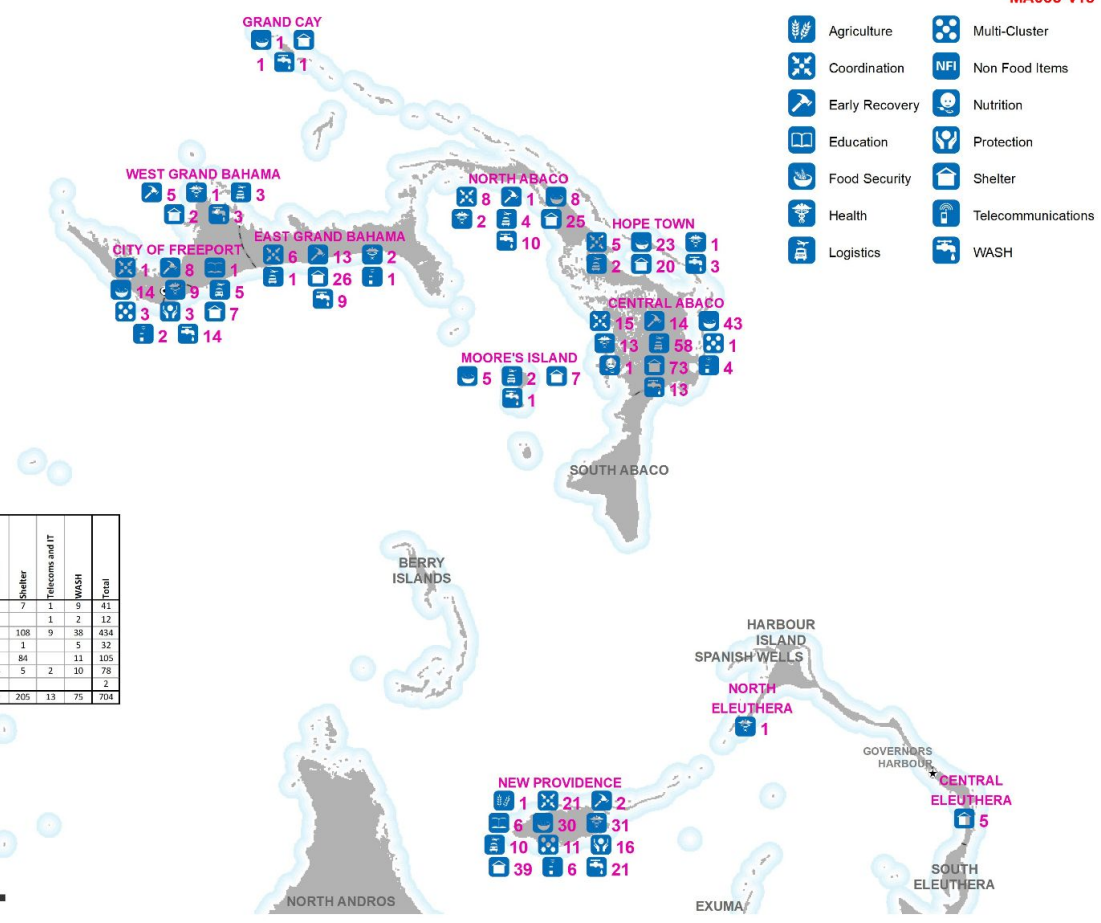 GRAND CAY
1
1 1
WEST GRAND BAHAMA
5 1 3
2 3
CITY OF FREEPORT
1 8 1
14 9 5
3 3 7
2 14
EAST GRAND BAHAMA
6 13 2
1 26 1
9
NORTH ABACO
8 1 8
2 4 25
10
HOPE TOWN
5 23 1
2 20 3
CENTRAL ABACO
15 14 43
13 58 1
1 73 4
13
MOORE'S ISLAND
5 2 7
1
SOUTH ABACO
Agriculture
Coordination
Early Recovery
Education
Food Security
Health
Logistics
Multi-Cluster
NFI Non Food Items
Nutrition
Protection
Shelter
Telecommunications
WASH
Shelter Telecoms and IT WASH Total
7 1 9 41
1 2 12
108 9 38 434
1 5 32
84 11 105
5 2 10 78
2
205 13 75 704
BERRY
ISLANDS
HARBOUR
ISLAND
SPANISH WELLS
NORTH
ELEUTHERA
1
GOVERNORS
HARBOUR
CENTRAL
ELEUTHERA
5
SOUTH
ELEUTHERA
NEW PROVIDENCE
1 21 2
6 30 31
10 11 16
39 6 21
NORTH ANDROS
EXUMA